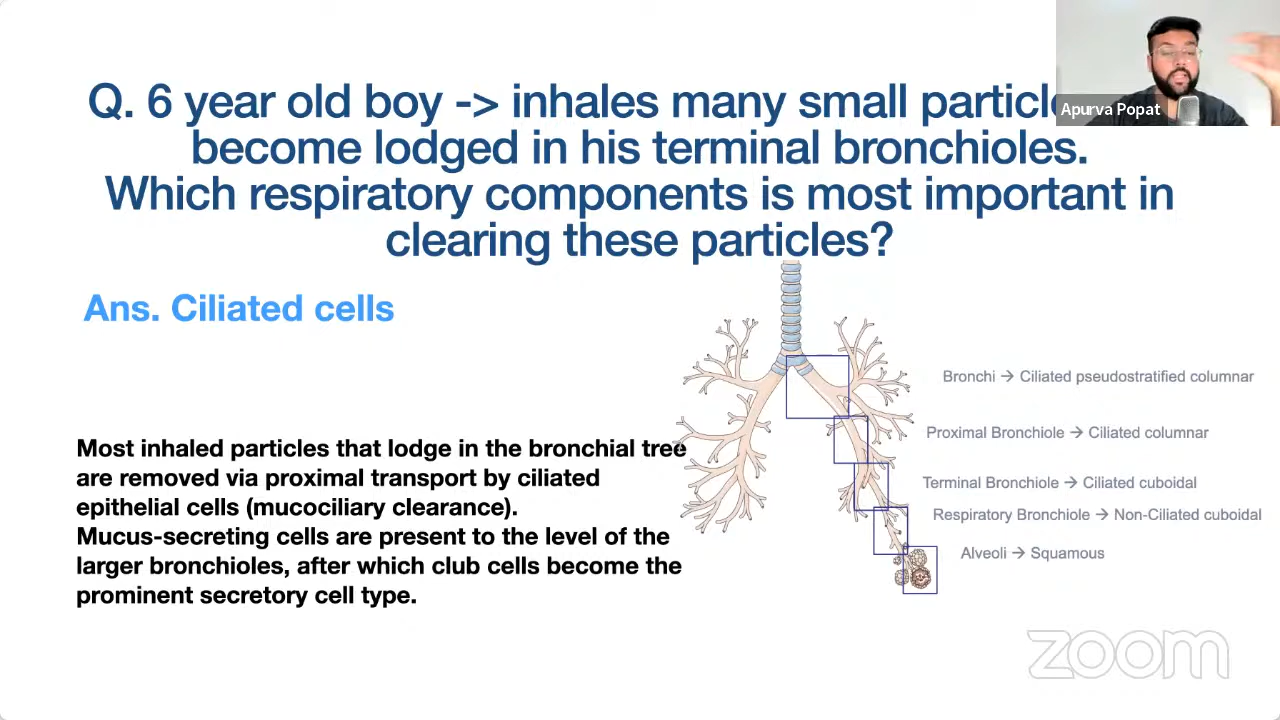 Q. 6 year old boy -> inhales many small
Apurva Popat
become lodged in his terminal bronchioles.
Which respiratory components is most important in
clearing these particles?
Ans. Ciliated cells
Bronchi → Ciliated pseudostratified columnar
Proximal Bronchiole → Ciliated columnar
Most inhaled particles that lodge in the bronchial tree
are removed via proximal transport by ciliated
epithelial cells (mucociliary clearance).
Mucus-secreting cells are present to the level of the
larger bronchioles, after which club cells become the
prominent secretory cell type.
Terminal Bronchiole → Ciliated cuboidal
Respiratory Bronchiole → Non-Ciliated cuboidal
Alveoli → Squamous
zoom